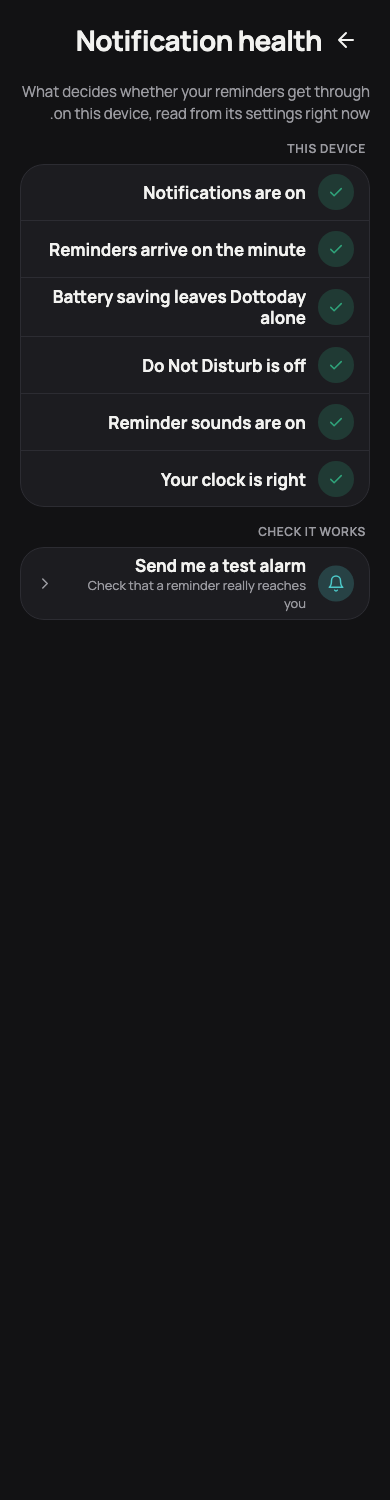 Notification health
What decides whether your reminders get through
.on this device, read from its settings right now
THIS DEVICE
Notifications are on
Reminders arrive on the minute
Battery saving leaves Dottoday
alone
Do Not Disturb is off
Reminder sounds are on
Your clock is right
CHECK IT WORKS
Send me a test alarm
Check that a reminder really reaches
you